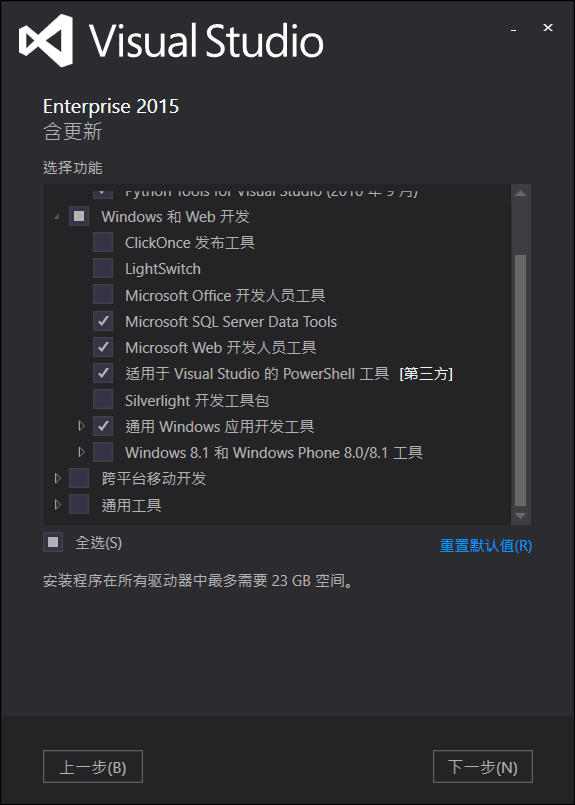 Visual Studio
Enterprise 2015
含更新
选择功能
Python Tools for Visual Studio (2016 年 9 月)
Windows 和 Web 开发
ClickOnce 发布工具
LightSwitch
Microsoft Office 开发人员工具
Microsoft SQL Server Data Tools
Microsoft Web 开发人员工具
适用于 Visual Studio 的 PowerShell 工具 [第三方]
Silverlight 开发工具包
通用 Windows 应用开发工具
Windows 8.1 和 Windows Phone 8.0/8.1 工具
跨平台移动开发
通用工具
全选(S) 重置默认值(R)
安装程序在所有驱动器中最多需要 23 GB 空间。
上一步(B) 下一步(N)